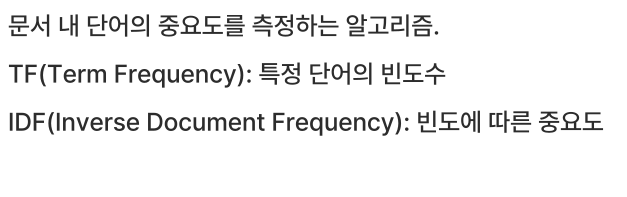 문서 내 단어의 중요도를 측정하는 알고리즘.
TF(Term Frequency): 특정 단어의 빈도수
IDF(Inverse Document Frequency): 빈도에 따른 중요도